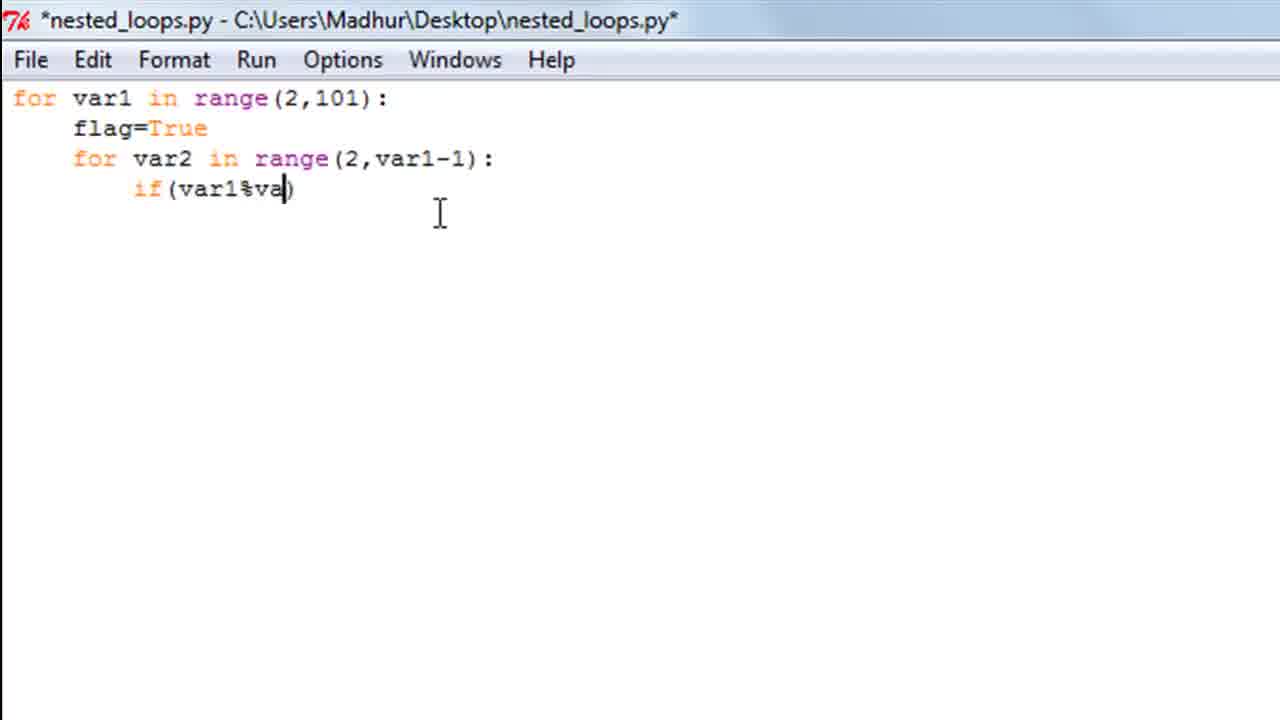 *nested_loops.py - C:\Users\Madhur\Desktop\nested_loops.py*
File Edit Format Run Options Windows Help
for var1 in range(2,101):
    flag=True
    for var2 in range(2,var1-1):
        if(var1%va)